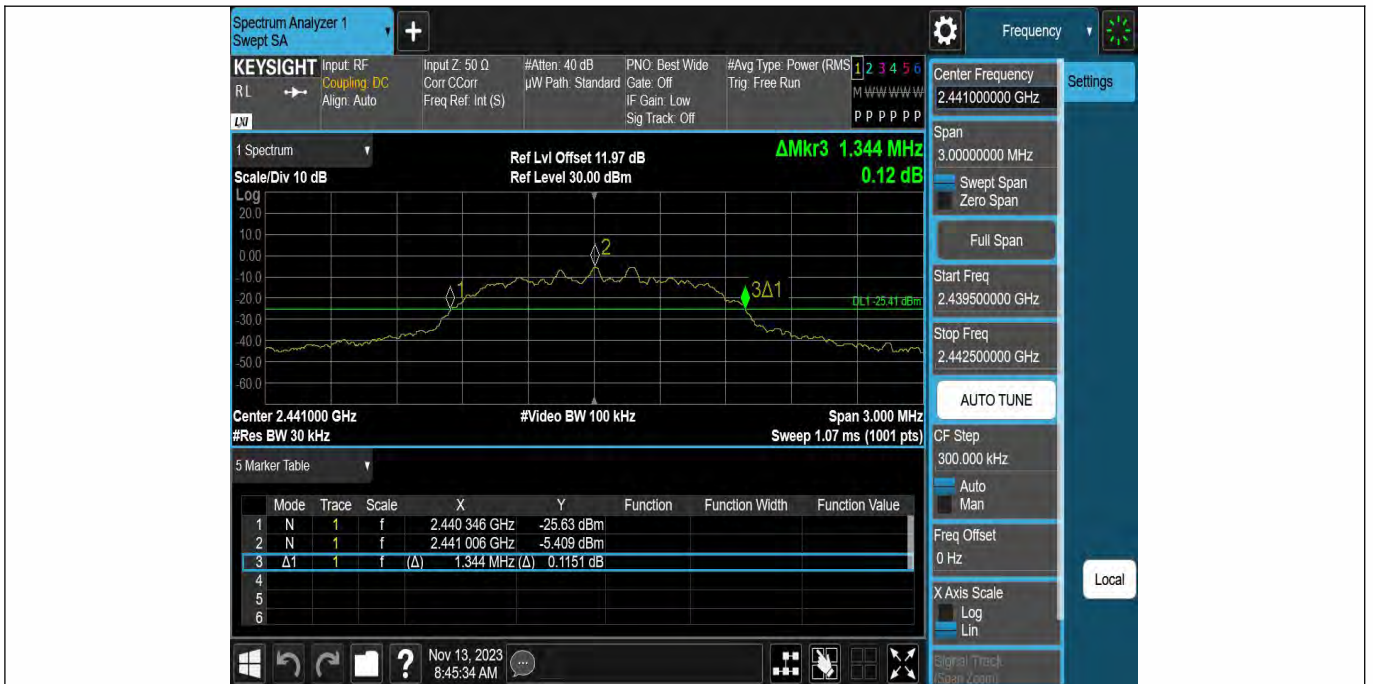 Spectrum Analyzer 1
Swept SA
+
Frequency
KEYSIGHT
RL
LXI
Input: RF
Coupling: DC
Align: Auto
Input Z: 50 Ω
Corr CCorr
Freq Ref: Int (S)
#Atten: 40 dB
µW Path: Standard
PNO: Best Wide
Gate: Off
IF Gain: Low
Sig Track: Off
#Avg Type: Power (RMS
Trig: Free Run
1 2 3 4 5 6
M W W W W W
P P P P P P
1 Spectrum
Scale/Div 10 dB
Ref Lvl Offset 11.97 dB
Ref Level 30.00 dBm
ΔMkr3 1.344 MHz
0.12 dB
Log
20.0
10.0
0.00
-10.0
-20.0
-30.0
-40.0
-50.0
-60.0
1
2
3Δ1
DL1 -25.41 dBm
Center 2.441000 GHz
#Video BW 100 kHz
Span 3.000 MHz
#Res BW 30 kHz
Sweep 1.07 ms (1001 pts)
5 Marker Table
Mode Trace Scale X Y Function Function Width Function Value
1 N 1 f 2.440 346 GHz -25.63 dBm
2 N 1 f 2.441 006 GHz -5.409 dBm
3 Δ1 1 f (Δ) 1.344 MHz (Δ) 0.1151 dB
4
5
6
Nov 13, 2023
8:45:34 AM
Center Frequency
2.441000000 GHz
Settings
Span
3.00000000 MHz
Swept Span
Zero Span
Full Span
Start Freq
2.439500000 GHz
Stop Freq
2.442500000 GHz
AUTO TUNE
CF Step
300.000 kHz
Auto
Man
Freq Offset
0 Hz
X Axis Scale
Log
Lin
Signal Track
(Span Zoom)
Local